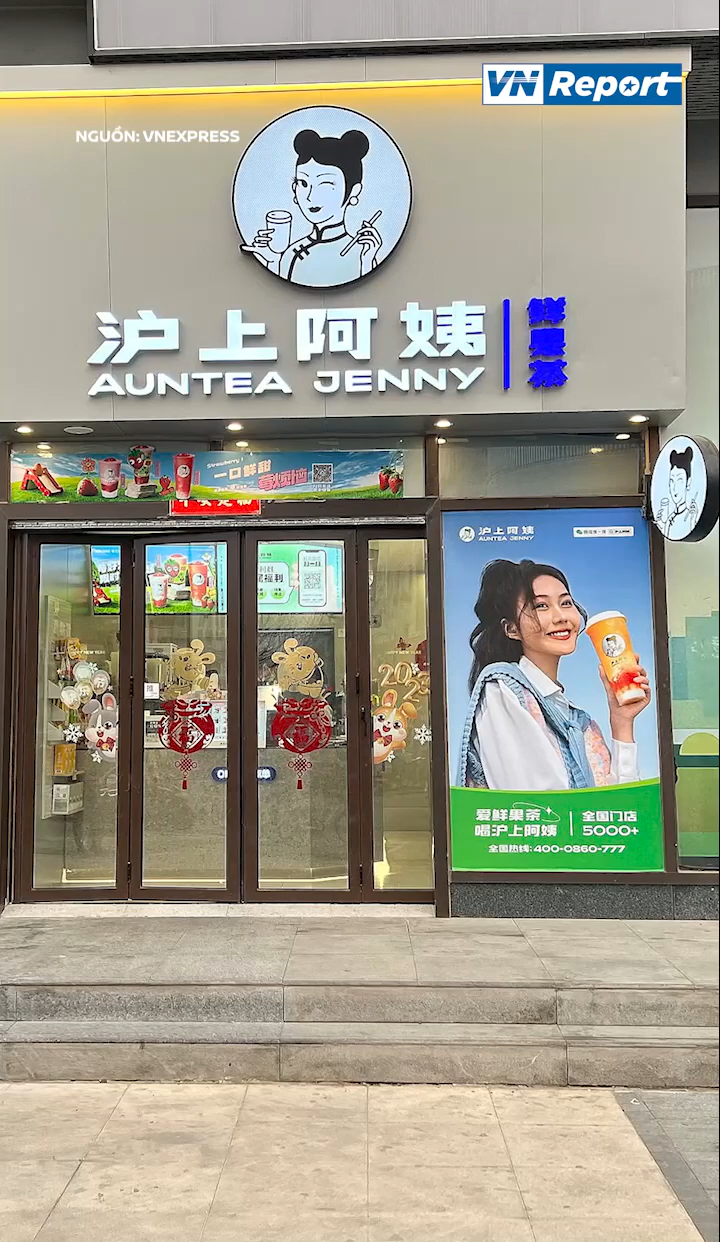 VN Report
NGUỒN: VNEXPRESS
沪上阿姨
AUNTEA JENNY
鲜果茶
Strawberry
一口鲜甜
沪上阿姨
AUNTEA JENNY
2023
爱鲜果茶
喝沪上阿姨
全国门店
5000+
全国热线: 400-0860-777